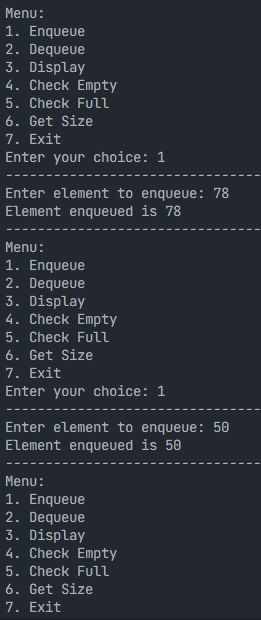 Menu:
1. Enqueue
2. Dequeue
3. Display
4. Check Empty
5. Check Full
6. Get Size
7. Exit
Enter your choice: 1
--------------------------------
Enter element to enqueue: 78
Element enqueued is 78
--------------------------------
Menu:
1. Enqueue
2. Dequeue
3. Display
4. Check Empty
5. Check Full
6. Get Size
7. Exit
Enter your choice: 1
--------------------------------
Enter element to enqueue: 50
Element enqueued is 50
--------------------------------
Menu:
1. Enqueue
2. Dequeue
3. Display
4. Check Empty
5. Check Full
6. Get Size
7. Exit